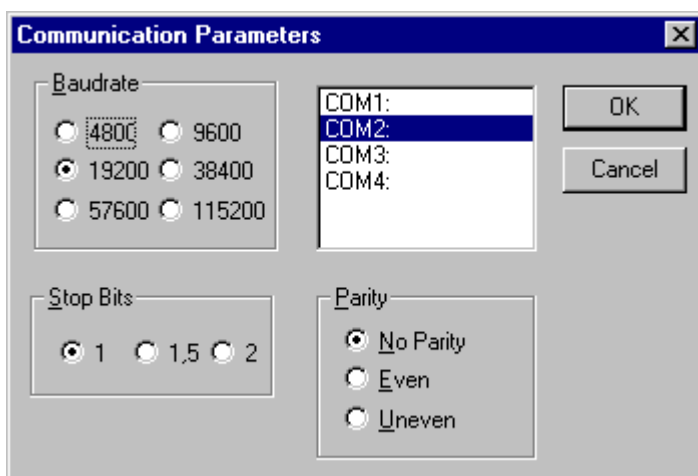 Communication Parameters
Baudrate
4800 9600
19200 38400
57600 115200
COM1:
COM2:
COM3:
COM4:
OK
Cancel
Stop Bits
1 1,5 2
Parity
No Parity
Even
Uneven